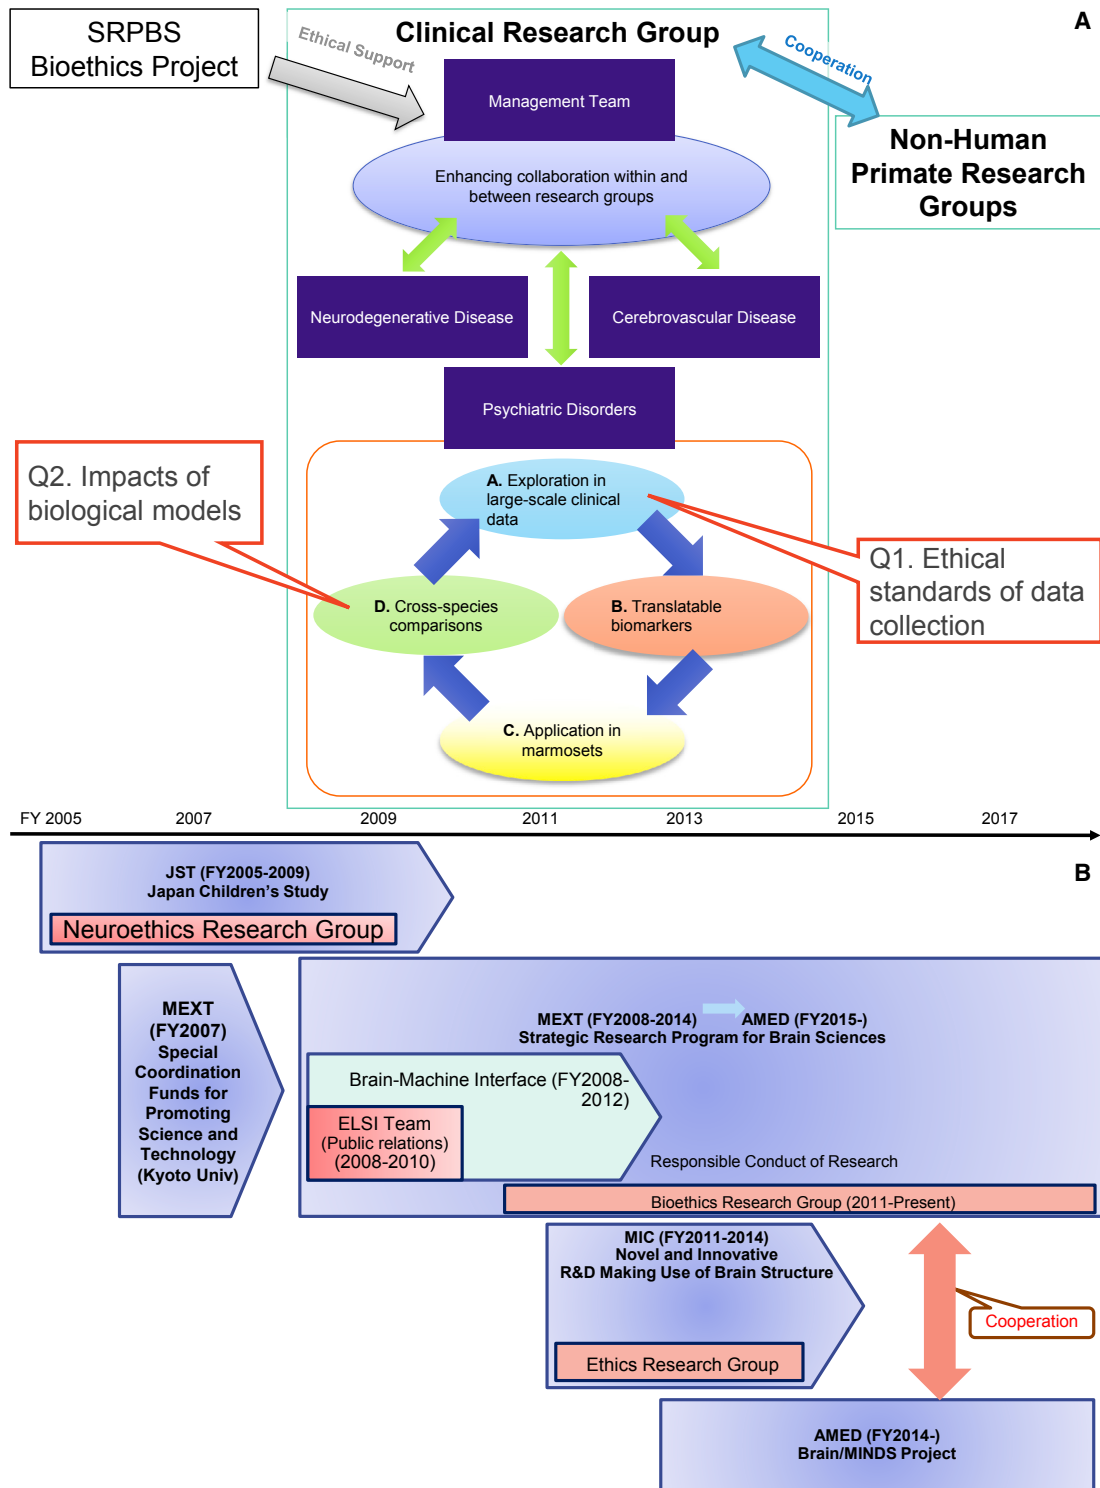 A
SRPBS
Bioethics Project
Ethical Support
Clinical Research Group
Cooperation
Management Team
Non-Human
Primate Research
Groups
Enhancing collaboration within and
between research groups
Neurodegenerative Disease
Cerebrovascular Disease
Psychiatric Disorders
Q2. Impacts of
biological models
A. Exploration in
large-scale clinical
data
Q1. Ethical
standards of data
collection
D. Cross-species
comparisons
B. Translatable
biomarkers
C. Application in
marmosets
FY 2005 2007 2009 2011 2013 2015 2017
B
JST (FY2005-2009)
Japan Children's Study
Neuroethics Research Group
MEXT
(FY2007)
Special
Coordination
Funds for
Promoting
Science and
Technology
(Kyoto Univ)
MEXT (FY2008-2014) AMED (FY2015-)
Strategic Research Program for Brain Sciences
Brain-Machine Interface (FY2008-
2012)
ELSI Team
(Public relations)
(2008-2010)
Responsible Conduct of Research
Bioethics Research Group (2011-Present)
MIC (FY2011-2014)
Novel and Innovative
R&D Making Use of Brain Structure
Ethics Research Group
Cooperation
AMED (FY2014-)
Brain/MINDS Project